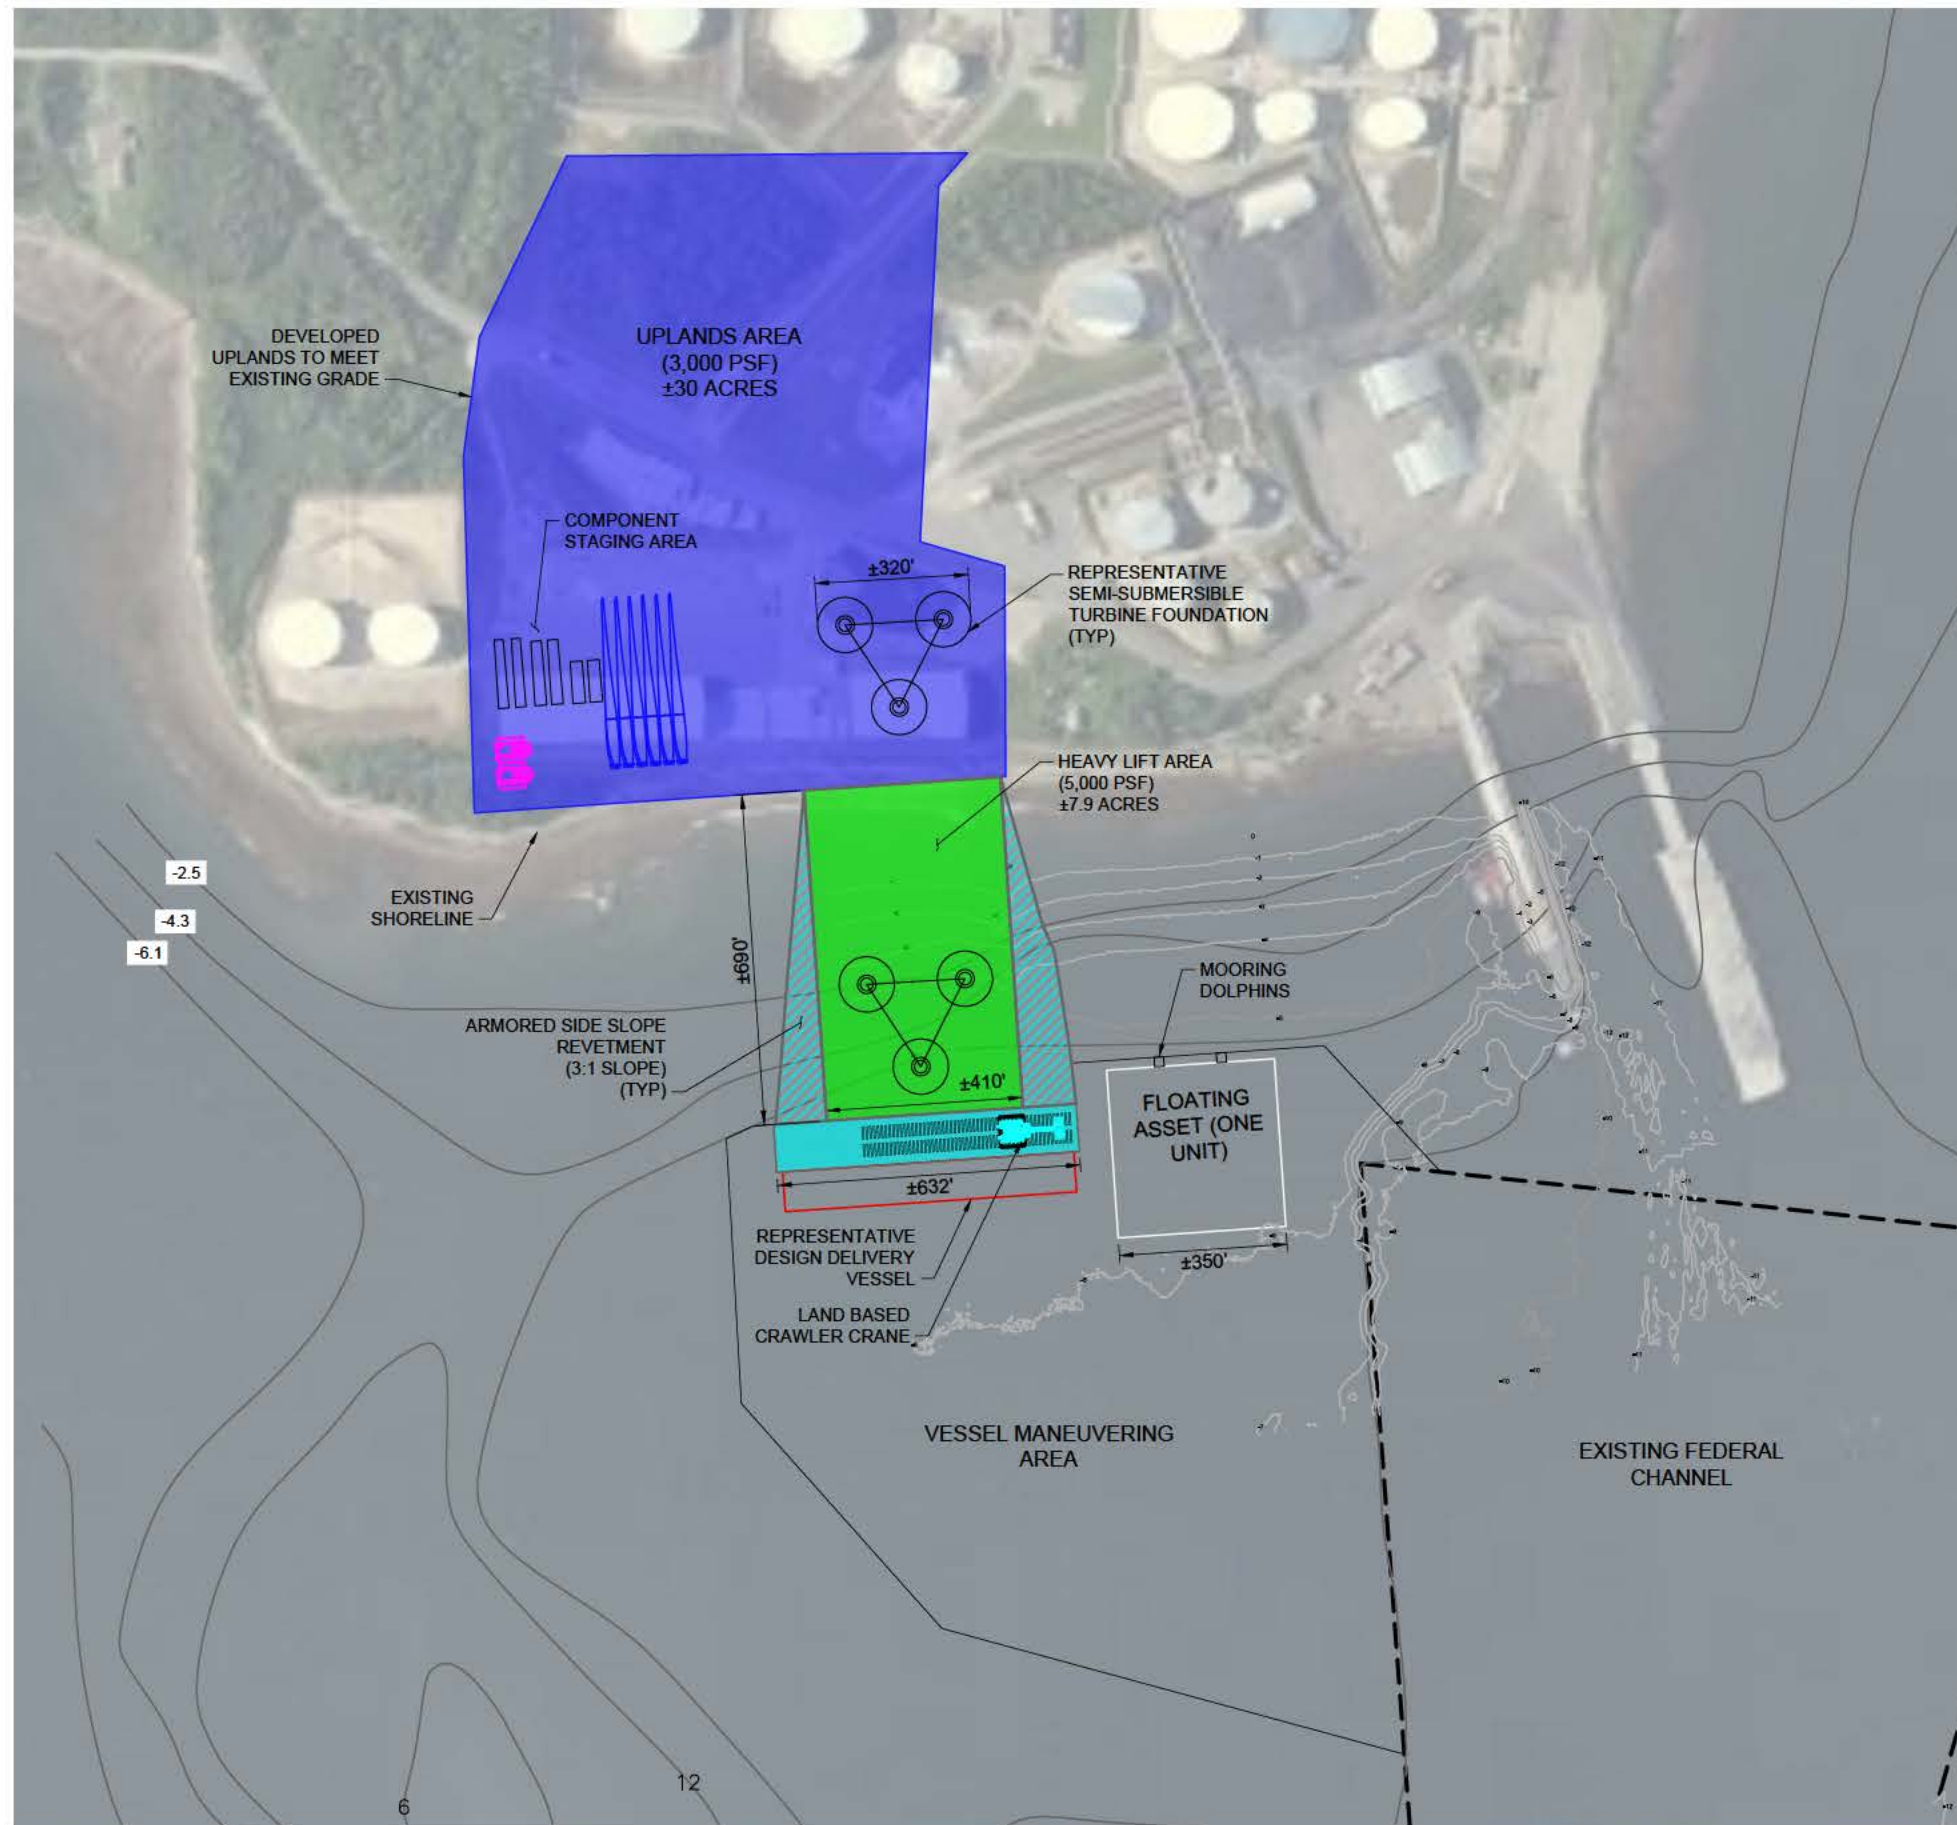 UPLANDS AREA
(3,000 PSF)
±30 ACRES
DEVELOPED
UPLANDS TO MEET
EXISTING GRADE
COMPONENT
STAGING AREA
±320'
REPRESENTATIVE
SEMI-SUBMERSIBLE
TURBINE FOUNDATION
(TYP)
HEAVY LIFT AREA
(5,000 PSF)
±7.9 ACRES
-2.5
-4.3
-6.1
EXISTING
SHORELINE
±690'
MOORING
DOLPHINS
ARMORED SIDE SLOPE
REVETMENT
(3:1 SLOPE)
(TYP)
±410'
FLOATING
ASSET (ONE
UNIT)
±632'
±350'
REPRESENTATIVE
DESIGN DELIVERY
VESSEL
LAND BASED
CRAWLER CRANE
VESSEL MANEUVERING
AREA
EXISTING FEDERAL
CHANNEL
12
6